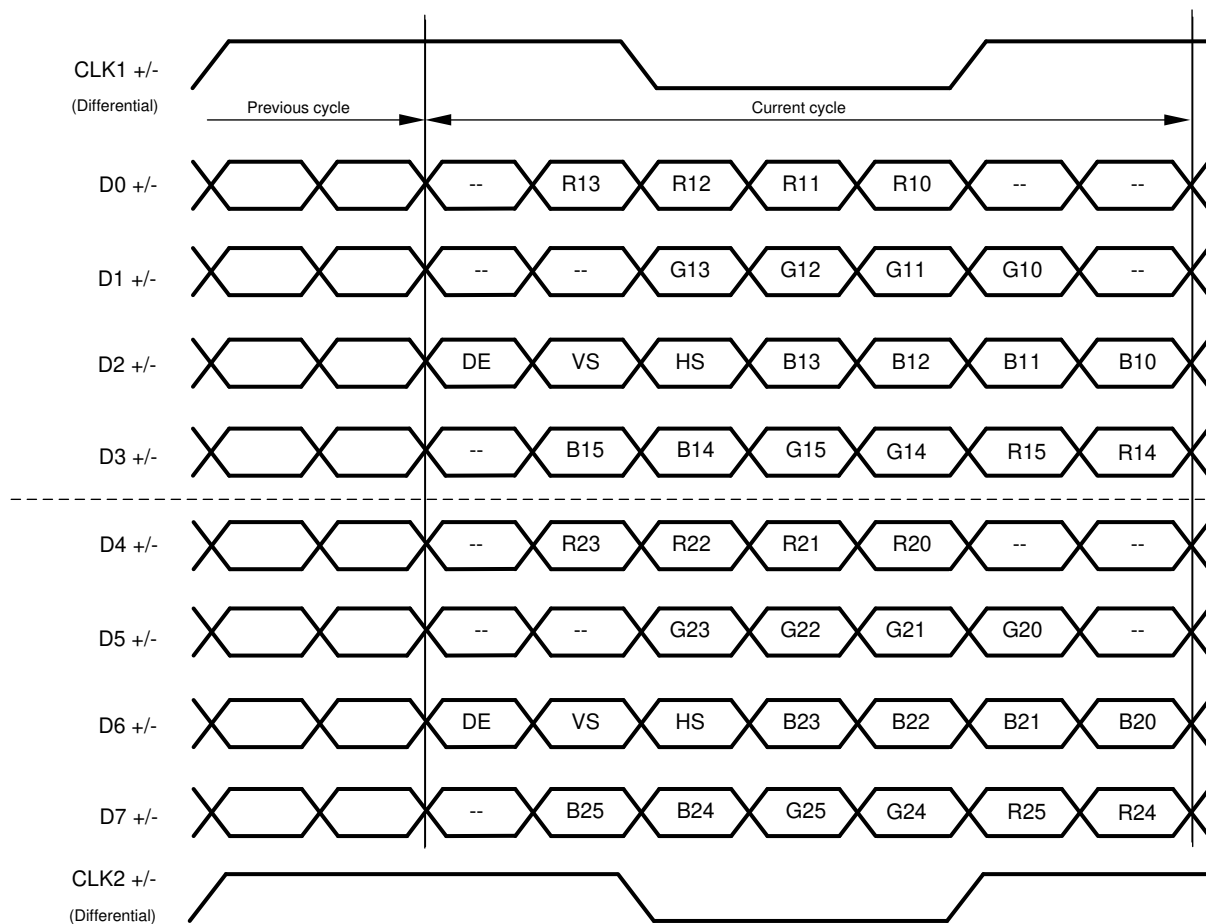 CLK1 +/-
(Differential)
Previous cycle Current cycle
D0 +/- -- R13 R12 R11 R10 -- --
D1 +/- -- -- G13 G12 G11 G10 --
D2 +/- DE VS HS B13 B12 B11 B10
D3 +/- -- B15 B14 G15 G14 R15 R14
D4 +/- -- R23 R22 R21 R20 -- --
D5 +/- -- -- G23 G22 G21 G20 --
D6 +/- DE VS HS B23 B22 B21 B20
D7 +/- -- B25 B24 G25 G24 R25 R24
CLK2 +/-
(Differential)